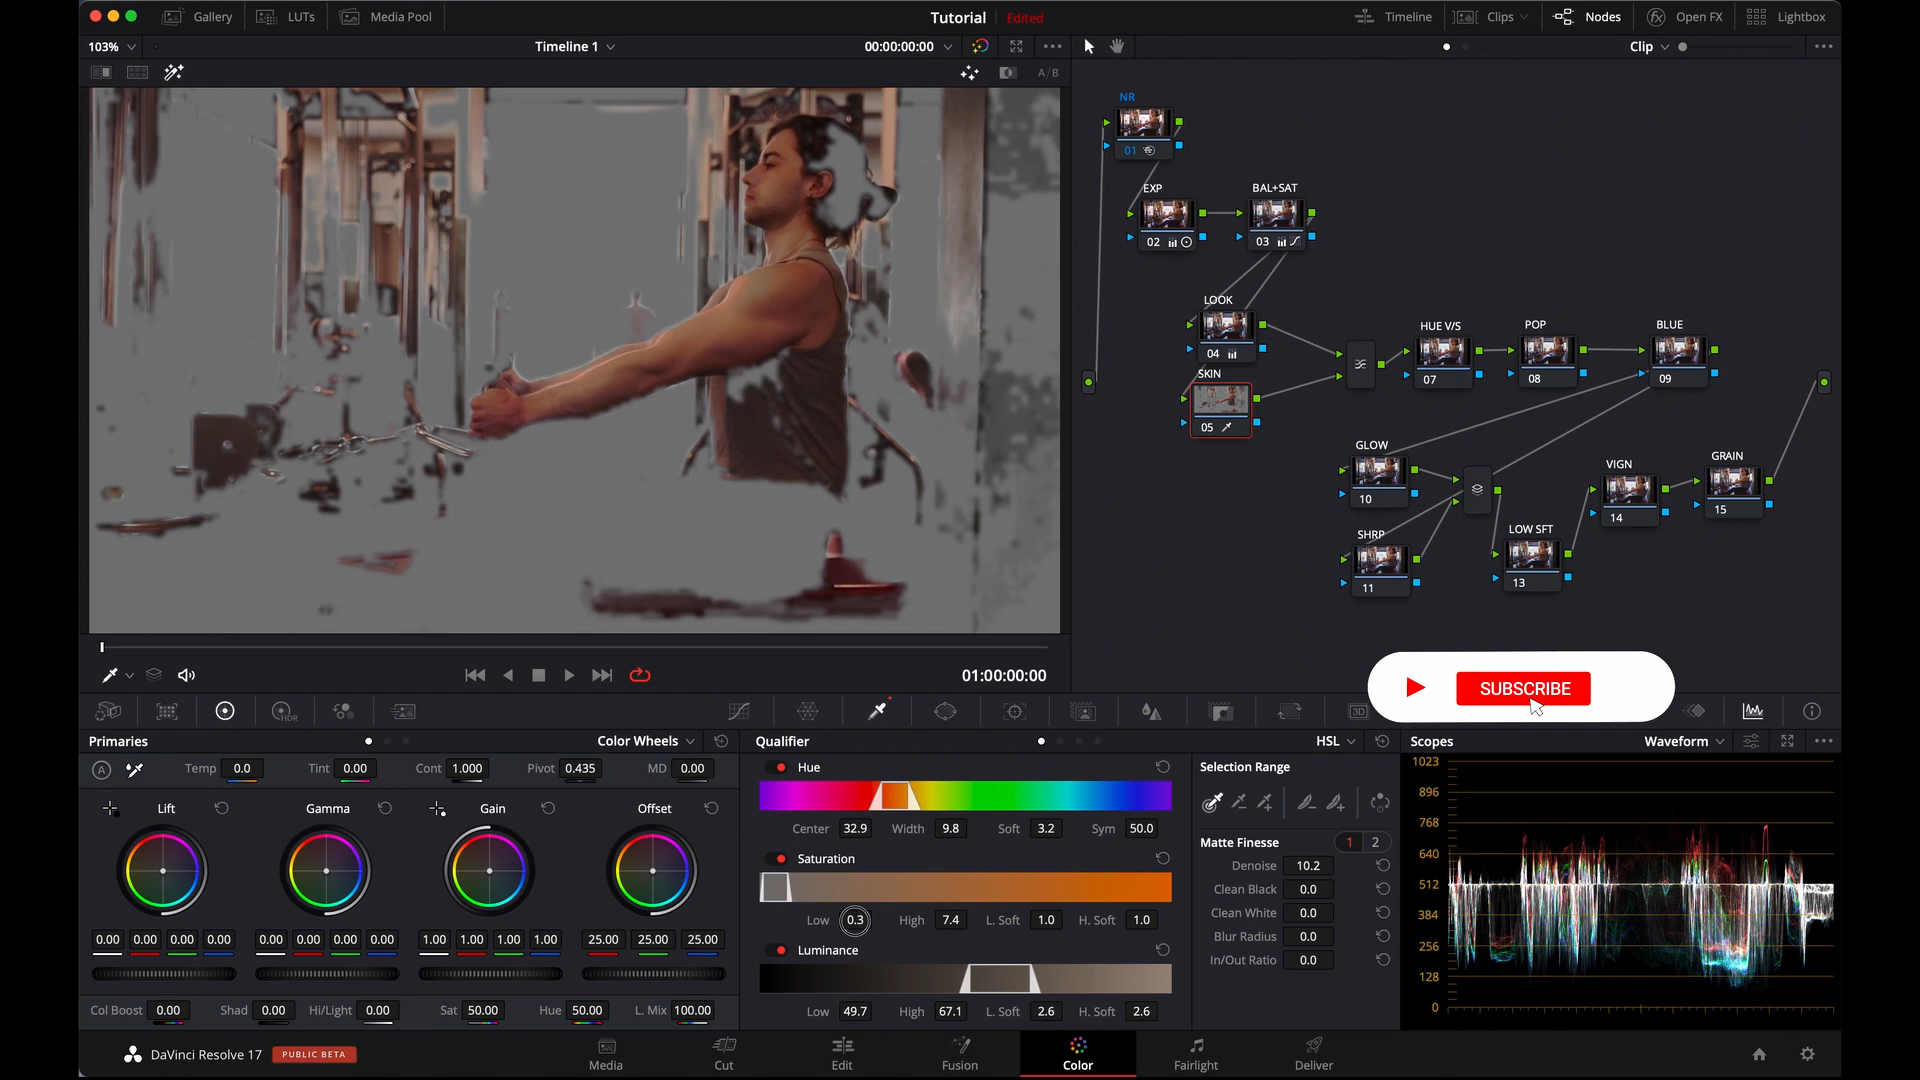 Gallery LUTs Media Pool Tutorial Edited Timeline Clips Nodes Open FX Lightbox
103% Timeline 1 00:00:00:00 Clip
A/B
NR
01
EXP BAL+SAT
02 03
LOOK
04
SKIN
05
HUE V/S POP BLUE
07 08 09
GLOW
10
SHRP
11
LOW SFT
13
VIGN
14
GRAIN
15
01:00:00:00
SUBSCRIBE
HDR
3D
Primaries Color Wheels
A Temp 0.0 Tint 0.00 Cont 1.000 Pivot 0.435 MD 0.00
Lift Gamma Gain Offset
0.00 0.00 0.00 0.00 0.00 0.00 0.00 0.00 1.00 1.00 1.00 1.00 25.00 25.00 25.00
Col Boost 0.00 Shad 0.00 Hi/Light 0.00 Sat 50.00 Hue 50.00 L. Mix 100.00
Qualifier HSL
Hue
Center 32.9 Width 9.8 Soft 3.2 Sym 50.0
Saturation
Low 0.3 High 7.4 L. Soft 1.0 H. Soft 1.0
Luminance
Low 49.7 High 67.1 L. Soft 2.6 H. Soft 2.6
Selection Range
Matte Finesse 1 2
Denoise 10.2
Clean Black 0.0
Clean White 0.0
Blur Radius 0.0
In/Out Ratio 0.0
Scopes Waveform
1023
896
768
640
512
384
256
128
0
DaVinci Resolve 17 PUBLIC BETA Media Cut Edit Fusion Color Fairlight Deliver